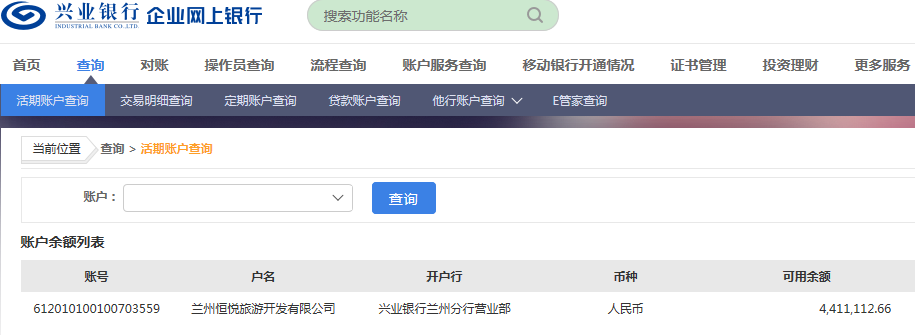 兴业银行 企业网上银行 搜索功能名称
INDUSTRIAL BANK CO.,LTD.
首页 查询 对账 操作员查询 流程查询 账户服务查询 移动银行开通情况 证书管理 投资理财 更多服务
活期账户查询 交易明细查询 定期账户查询 贷款账户查询 他行账户查询 E管家查询
当前位置 查询 > 活期账户查询
账户： 查询
账户余额列表
账号 户名 开户行 币种 可用余额
612010100100703559 兰州恒悦旅游开发有限公司 兴业银行兰州分行营业部 人民币 4,411,112.66